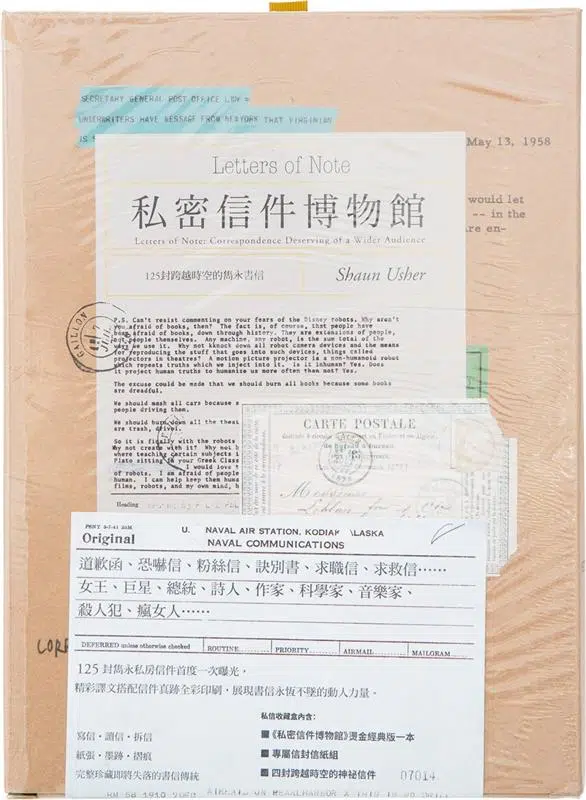 SECRETARY GENERAL POST OFFICE LDN =
UNDERWRITERS HAVE MESSAGE FROM NEWYORK THAT VIRGINIAN
IS S
May 13, 1958
would let
-- in the
are en-
Letters of Note
私密信件博物館
Letters of Note: Correspondence Deserving of a Wider Audience
125封跨越時空的雋永書信
Shaun Usher
GAILLON
P.S. Can't resist commenting on your fears of the Disney robots. Why aren't
you afraid of books, then? The fact is, of course, that people have
been afraid of books, down through history. They are extensions of people,
not people themselves. Any machine, any robot, is the sum total of the
ways we use it. Why not knock down all robot camera devices and the means
for reproducing the stuff that goes into such devices, things called
projectors in theatres? A motion picture projector is a non-humanoid robot
which repeats truths which we inject into it. Is it inhuman? Yes. Does
it project human truths to humanize us more often than not? Yes.
The excuse could be made that we should burn all books because some books
are dreadful.
We should mash all cars because s
people driving them.
We should burn down all the thea
are trash, drivel.
So it is finally with the robots
Why not create with it? Why not b
where teaching certain subjects i
Plato sitting in your Greek Class
I would love t
of robots. I am afraid of people
human. I can help keep them huma
films, robots, and my own mind, h
Heading
CARTE POSTALE
Monsieur
PHNY 3-7-41 25M
Original
U. NAVAL AIR STATION, KODIAK ALASKA
NAVAL COMMUNICATIONS
道歉函、恐嚇信、粉絲信、訣別書、求職信、求救信⋯⋯
女王、巨星、總統、詩人、作家、科學家、音樂家、
殺人犯、瘋女人⋯⋯
DEFERRED unless otherwise checked ROUTINE PRIORITY AIRMAIL MAILGRAM
CORR
125 封雋永私房信件首度一次曝光，
精彩譯文搭配信件真跡全彩印刷，展現書信永恆不墜的動人力量。
寫信・讀信・拆信
紙張・墨跡・摺痕
完整珍藏即將失落的書信傳統
私信收藏盒內含：
■《私密信件博物館》燙金經典版一本
■ 專屬信封信紙組
■ 四封跨越時空的神祕信件
07014
AIRRAID ON PEARLHARBOR X THIS IS NO DRILL